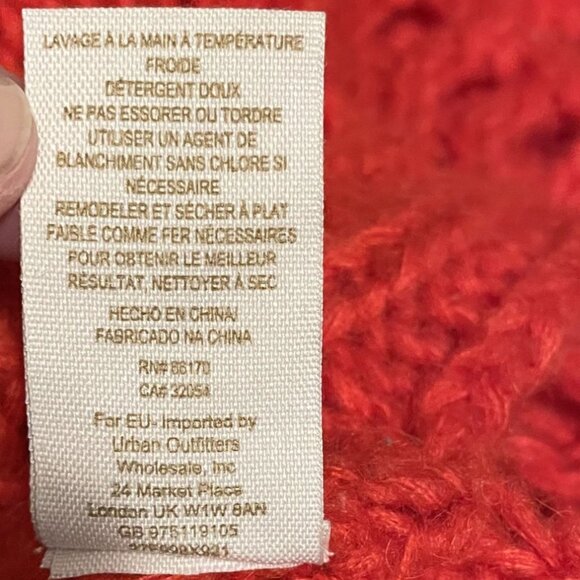 LAVAGE À LA MAIN À TEMPÉRATURE
FROIDE
DÉTERGENT DOUX
NE PAS ESSORER OU TORDRE
UTILISER UN AGENT DE
BLANCHIMENT SANS CHLORE SI
NÉCESSAIRE
REMODELER ET SÉCHER À PLAT
FAIBLE COMME FER NÉCESSAIRES
POUR OBTENIR LE MEILLEUR
RÉSULTAT, NETTOYER À SEC
HECHO EN CHINA/
FABRICADO NA CHINA
RN# 66170
CA# 32054
For EU- Imported by
Urban Outfitters
Wholesale, Inc
24 Market Place
London UK W1W 8AN
GB 975119105